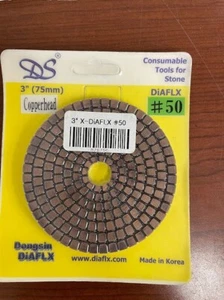 DS
Consumable
Tools for
Stone
3" (75mm)
Copperhead
DiAFLX
#50
3" X-DiAFLX #50
Dongsin
DiAFLX
www.diaflx.com
Made in Korea